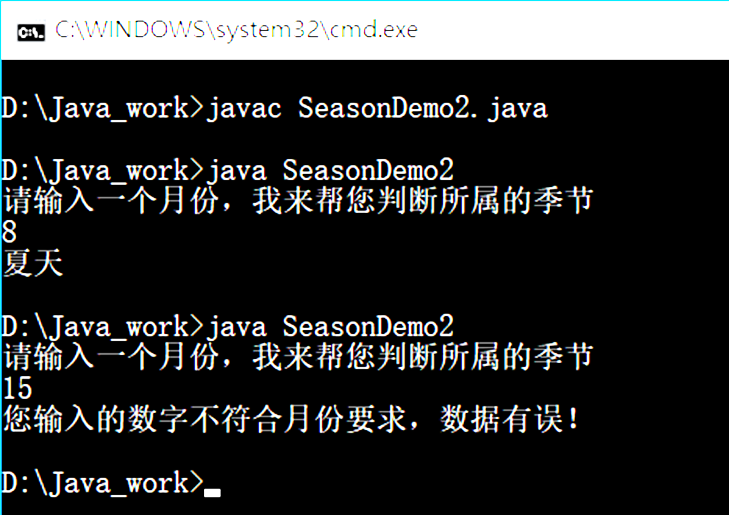 C:\WINDOWS\system32\cmd.exe
D:\Java_work>javac SeasonDemo2.java
D:\Java_work>java SeasonDemo2
请输入一个月份，我来帮您判断所属的季节
8
夏天
D:\Java_work>java SeasonDemo2
请输入一个月份，我来帮您判断所属的季节
15
您输入的数字不符合月份要求，数据有误！
D:\Java_work>